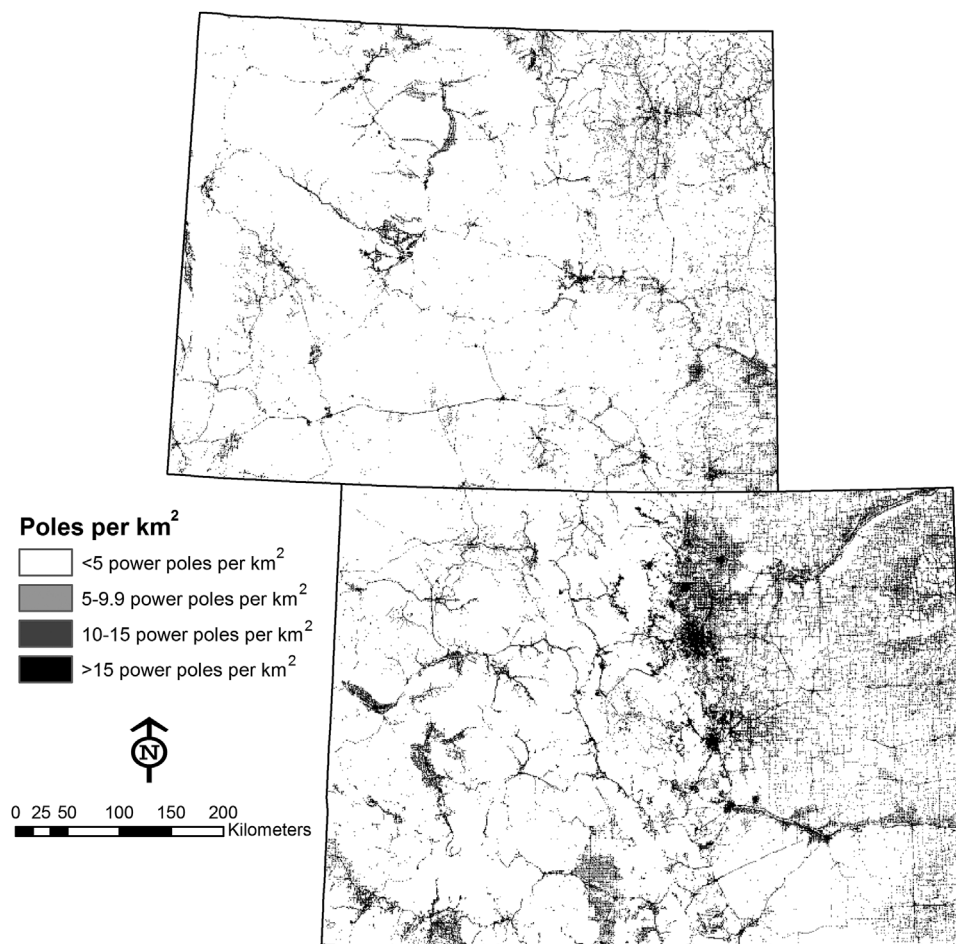 Poles per km²
<5 power poles per km²
5-9.9 power poles per km²
10-15 power poles per km²
>15 power poles per km²
N
0 25 50 100 150 200
Kilometers